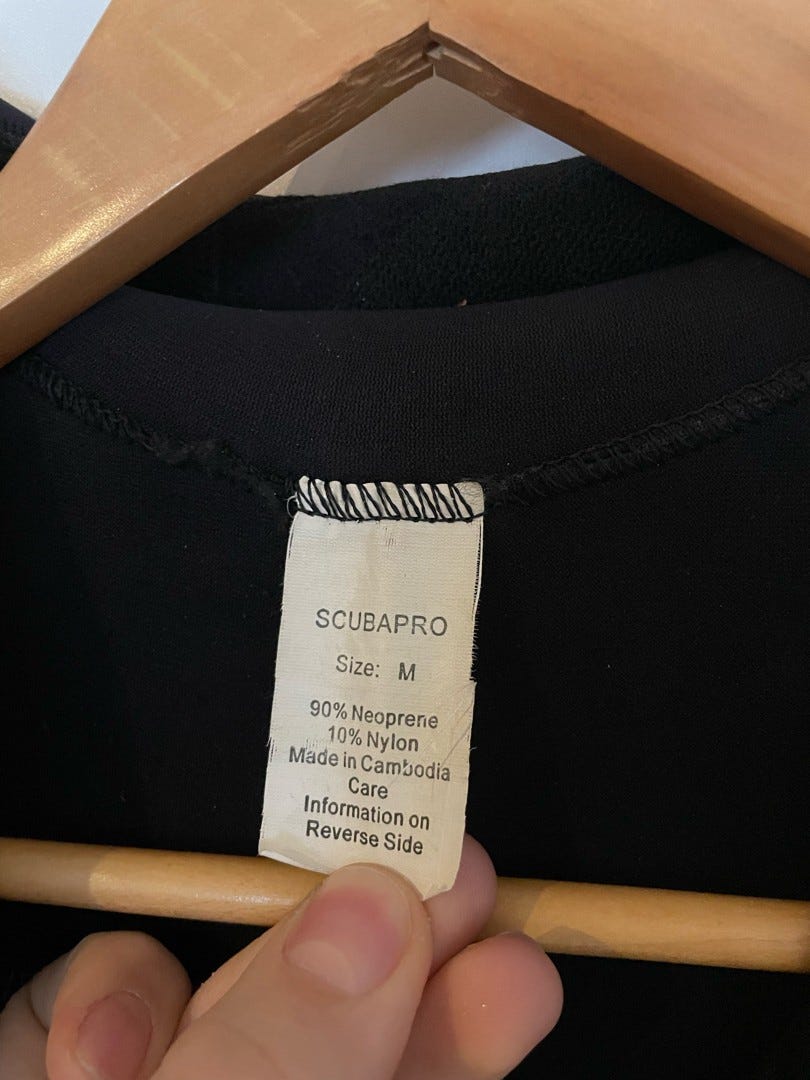 SCUBAPRO
Size: M
90% Neoprene
10% Nylon
Made in Cambodia
Care
Information on
Reverse Side